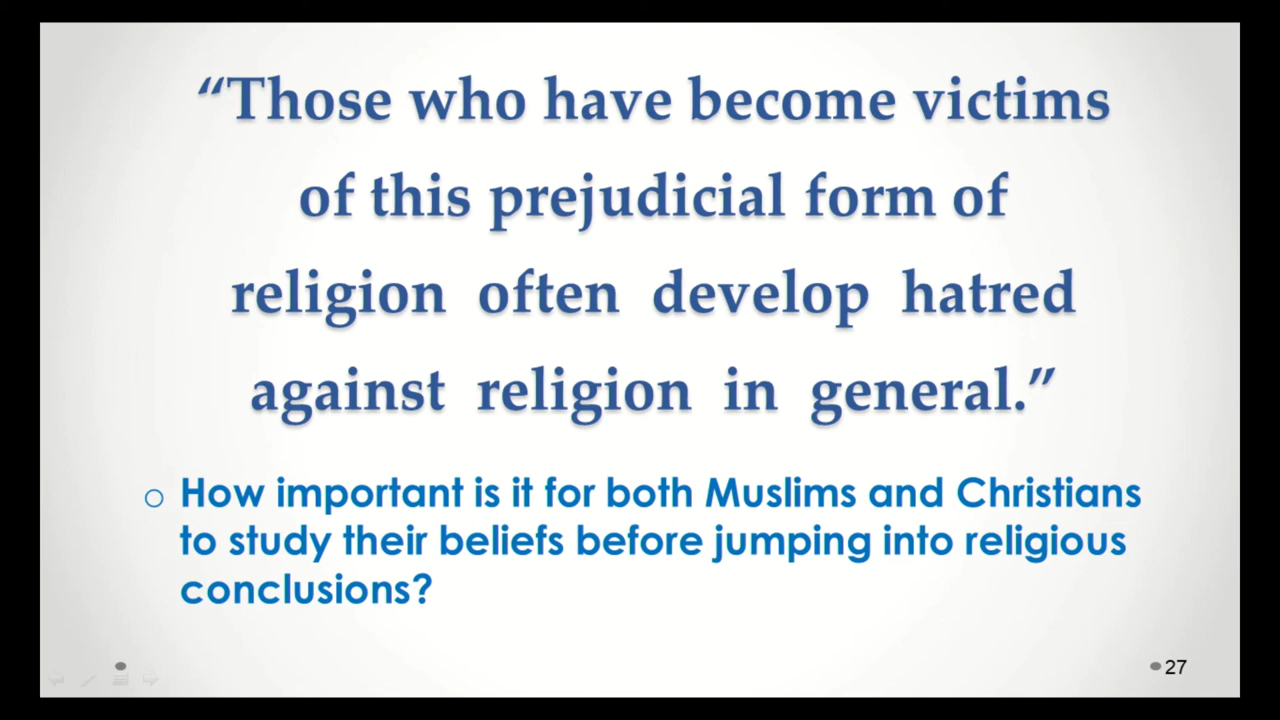 “Those who have become victims
of this prejudicial form of
religion often develop hatred
against religion in general.”
How important is it for both Muslims and Christians
to study their beliefs before jumping into religious
conclusions?
27